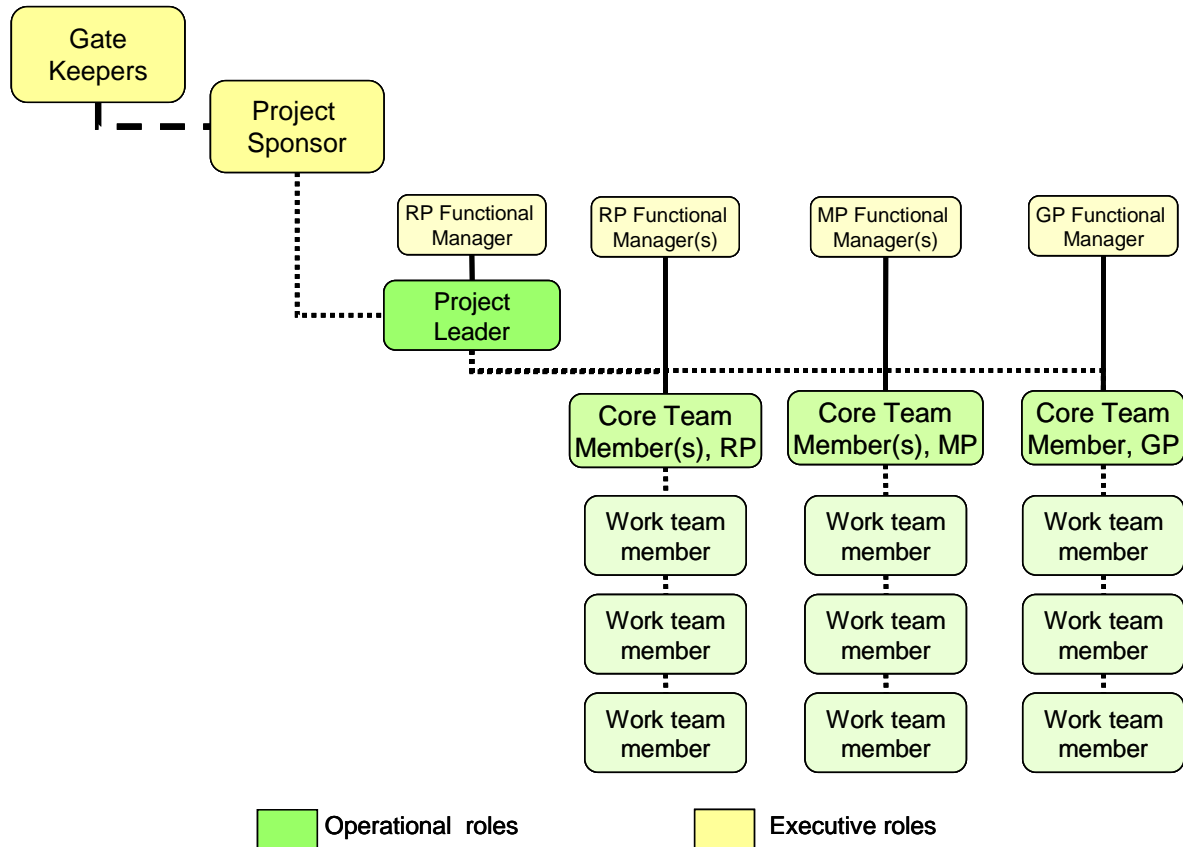 Gate
Keepers
Project
Sponsor
RP Functional
Manager
RP Functional
Manager(s)
MP Functional
Manager(s)
GP Functional
Manager
Project
Leader
Core Team
Member(s), RP
Core Team
Member(s), MP
Core Team
Member, GP
Work team
member
Work team
member
Work team
member
Work team
member
Work team
member
Work team
member
Work team
member
Work team
member
Work team
member
Operational roles
Executive roles